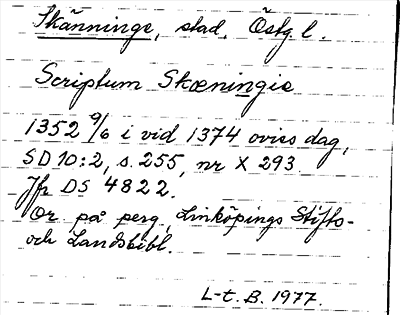 Skänninge, stad. Östg. l.
Scriptum Skæningie
1352 9/6 i vid 1374 ovies dag,
SD 10:2, s. 255, nr X 293.
Jfr DS 4822.
Or. på perg. Linköpings Stifts-
och Landsbibl.
L-t. B. 1977.